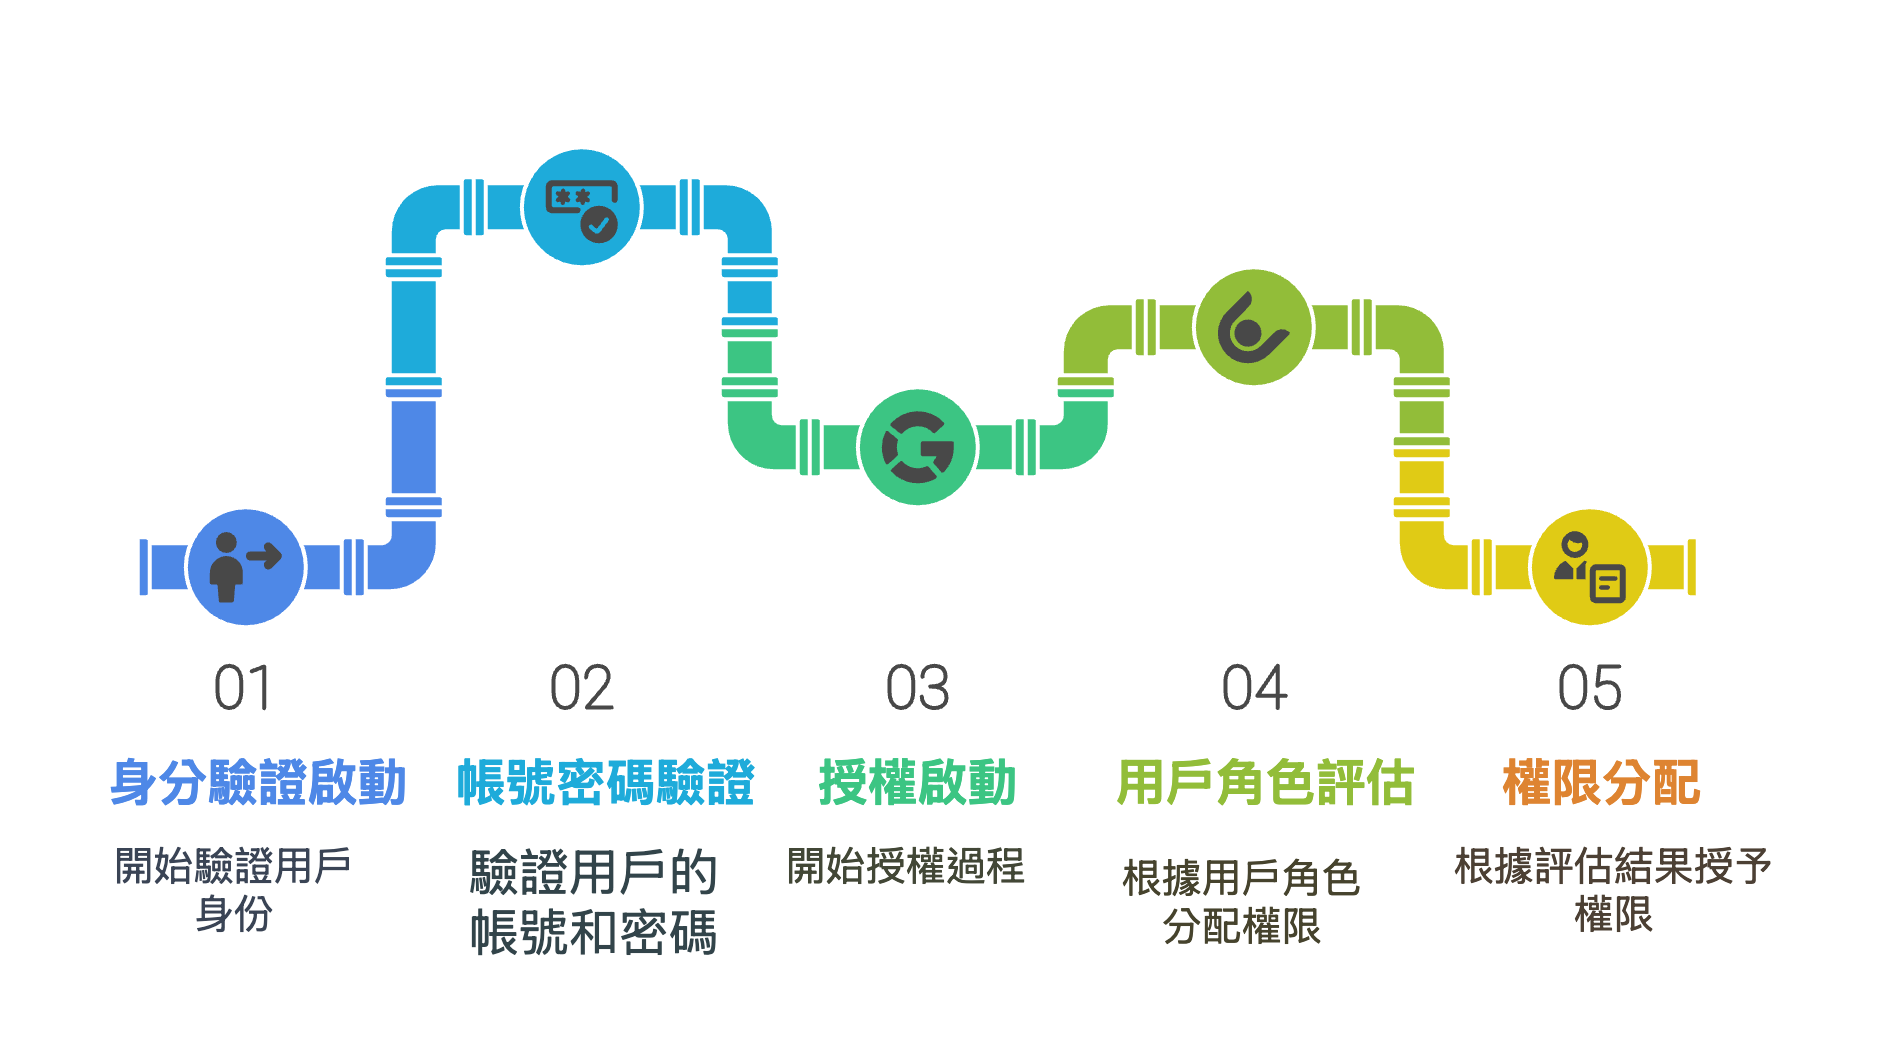 01
02
03
04
05
身分驗證啟動
帳號密碼驗證
授權啟動
用戶角色評估
權限分配
開始驗證用戶
身份
驗證用戶的
帳號和密碼
開始授權過程
根據用戶角色
分配權限
根據評估結果授予
權限